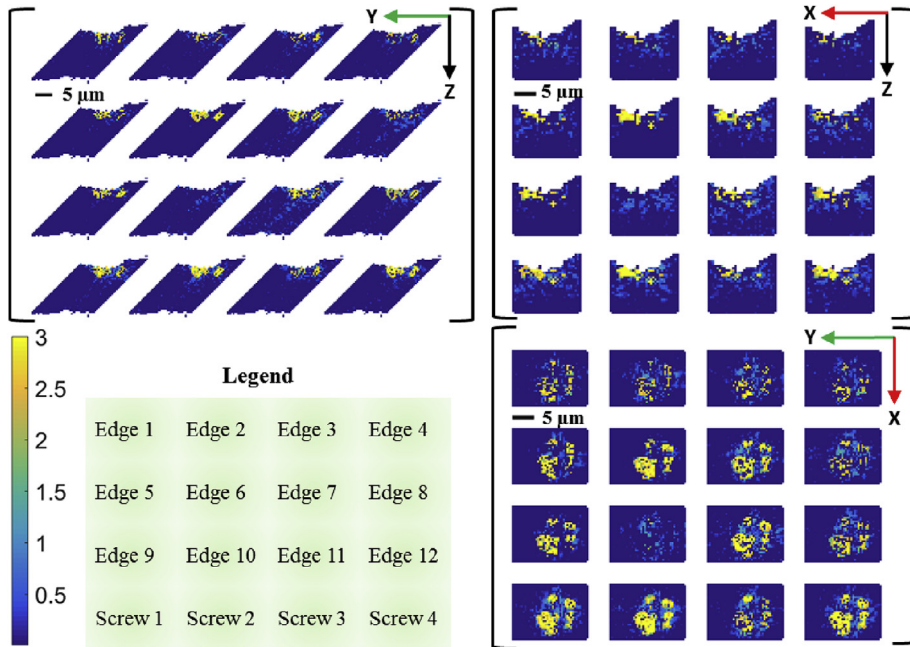 Y
Z
5 μm
X
Z
5 μm
3
2.5
2
1.5
1
0.5
Legend
Edge 1 Edge 2 Edge 3 Edge 4
Edge 5 Edge 6 Edge 7 Edge 8
Edge 9 Edge 10 Edge 11 Edge 12
Screw 1 Screw 2 Screw 3 Screw 4
Y
X
5 μm